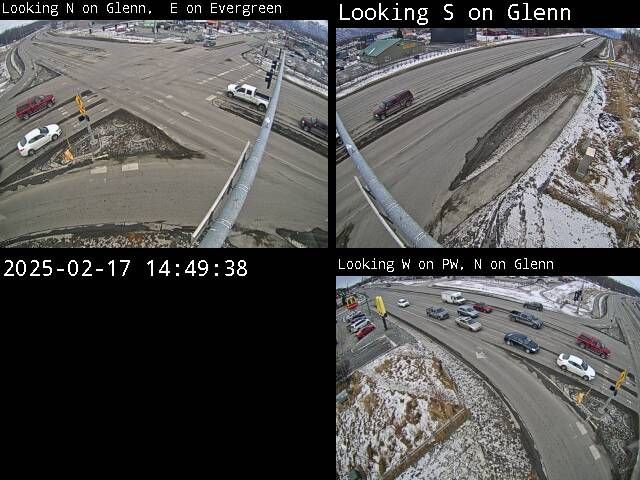 Looking N on Glenn,  E on Evergreen
Looking S on Glenn
2025-02-17 14:49:38
Looking W on PW, N on Glenn